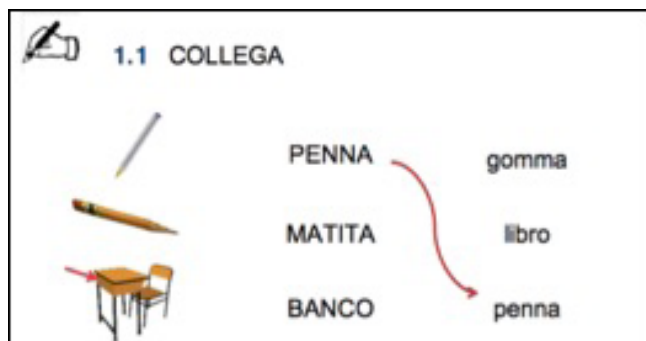 1.1 COLLEGA
PENNA gomma
MATITA libro
BANCO penna